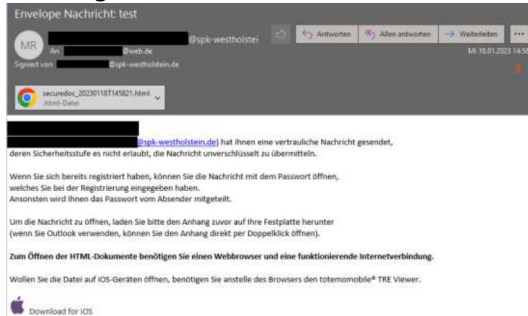 Envelope Nachricht: test
MR
@spk-westholstei
An @web.de
Signiert von @spk-westholstein.de
Antworten Allen antworten Weiterleiten ...
Mi 18.01.2023 14:58
securedos_20230118T145821.html
.html-Datei
@spk-westholstein.de) hat Ihnen eine vertrauliche Nachricht gesendet,
deren Sicherheitsstufe es nicht erlaubt, die Nachricht unverschlüsselt zu übermitteln.
Wenn Sie sich bereits registriert haben, können Sie die Nachricht mit dem Passwort öffnen,
welches Sie bei der Registrierung eingegeben haben.
Ansonsten wird Ihnen das Passwort vom Absender mitgeteilt.
Um die Nachricht zu öffnen, laden Sie bitte den Anhang zuvor auf Ihre Festplatte herunter
(wenn Sie Outlook verwenden, können Sie den Anhang direkt per Doppelklick öffnen).
Zum Öffnen der HTML-Dokumente benötigen Sie einen Webbrowser und eine funktionierende Internetverbindung.
Wollen Sie die Datei auf iOS-Geräten öffnen, benötigen Sie anstelle des Browsers den totemomobile® TRE Viewer.
Download for iOS